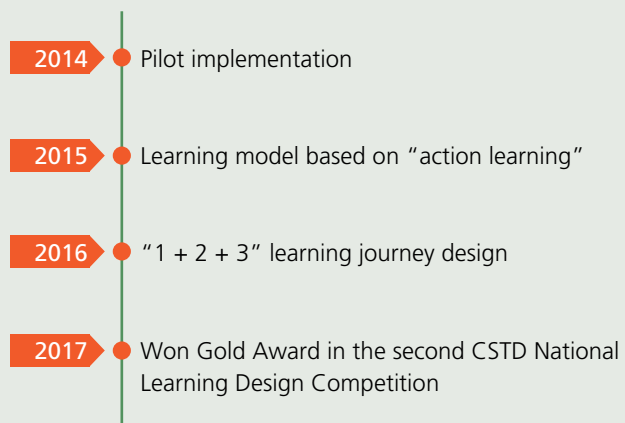 2014 Pilot implementation
2015 Learning model based on “action learning”
2016 “1 + 2 + 3” learning journey design
2017 Won Gold Award in the second CSTD National
Learning Design Competition